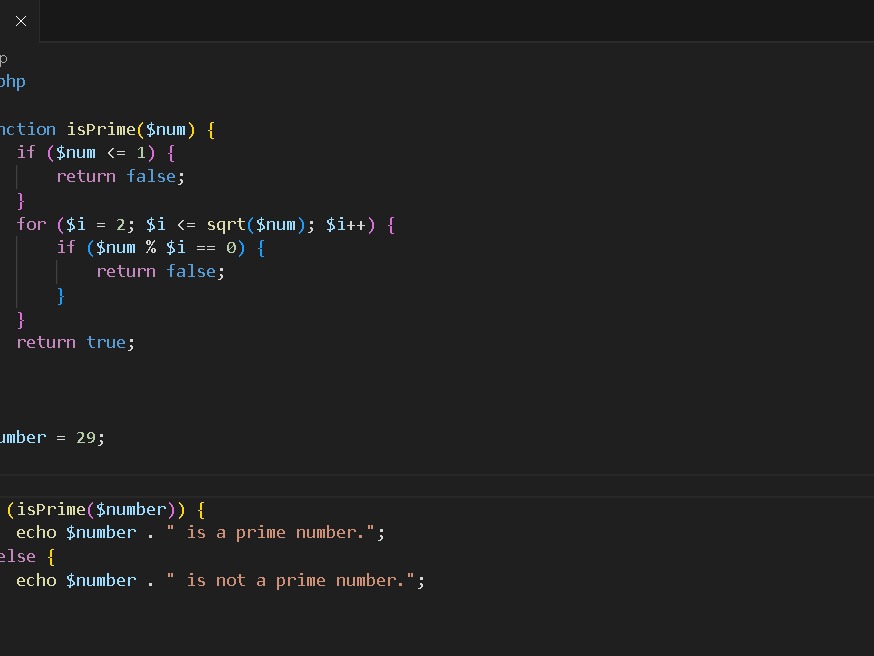 p
php
nction isPrime($num) {
if ($num <= 1) {
return false;
}
for ($i = 2; $i <= sqrt($num); $i++) {
if ($num % $i == 0) {
return false;
}
}
return true;
umber = 29;
(isPrime($number)) {
echo $number . " is a prime number.";
else {
echo $number . " is not a prime number.";